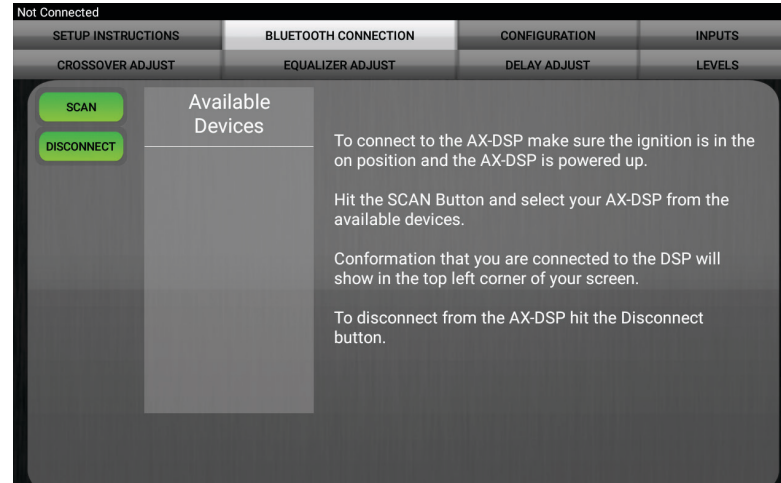 Not Connected
SETUP INSTRUCTIONS BLUETOOTH CONNECTION CONFIGURATION INPUTS
CROSSOVER ADJUST EQUALIZER ADJUST DELAY ADJUST LEVELS
SCAN
DISCONNECT
Available
Devices
To connect to the AX-DSP make sure the ignition is in the
on position and the AX-DSP is powered up.
Hit the SCAN Button and select your AX-DSP from the
available devices.
Conformation that you are connected to the DSP will
show in the top left corner of your screen.
To disconnect from the AX-DSP hit the Disconnect
button.